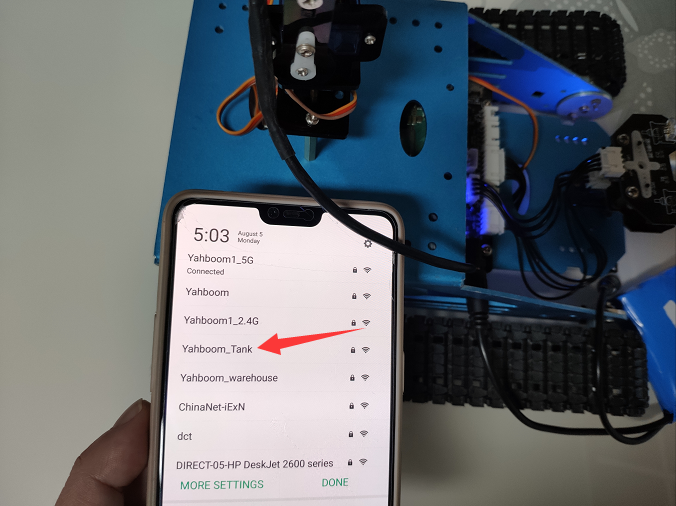 5:03
August 5
Monday
Yahboom1_5G
Connected
Yahboom
Yahboom1_2.4G
Yahboom_Tank
Yahboom_warehouse
ChinaNet-iExN
dct
DIRECT-05-HP DeskJet 2600 series
MORE SETTINGS
DONE